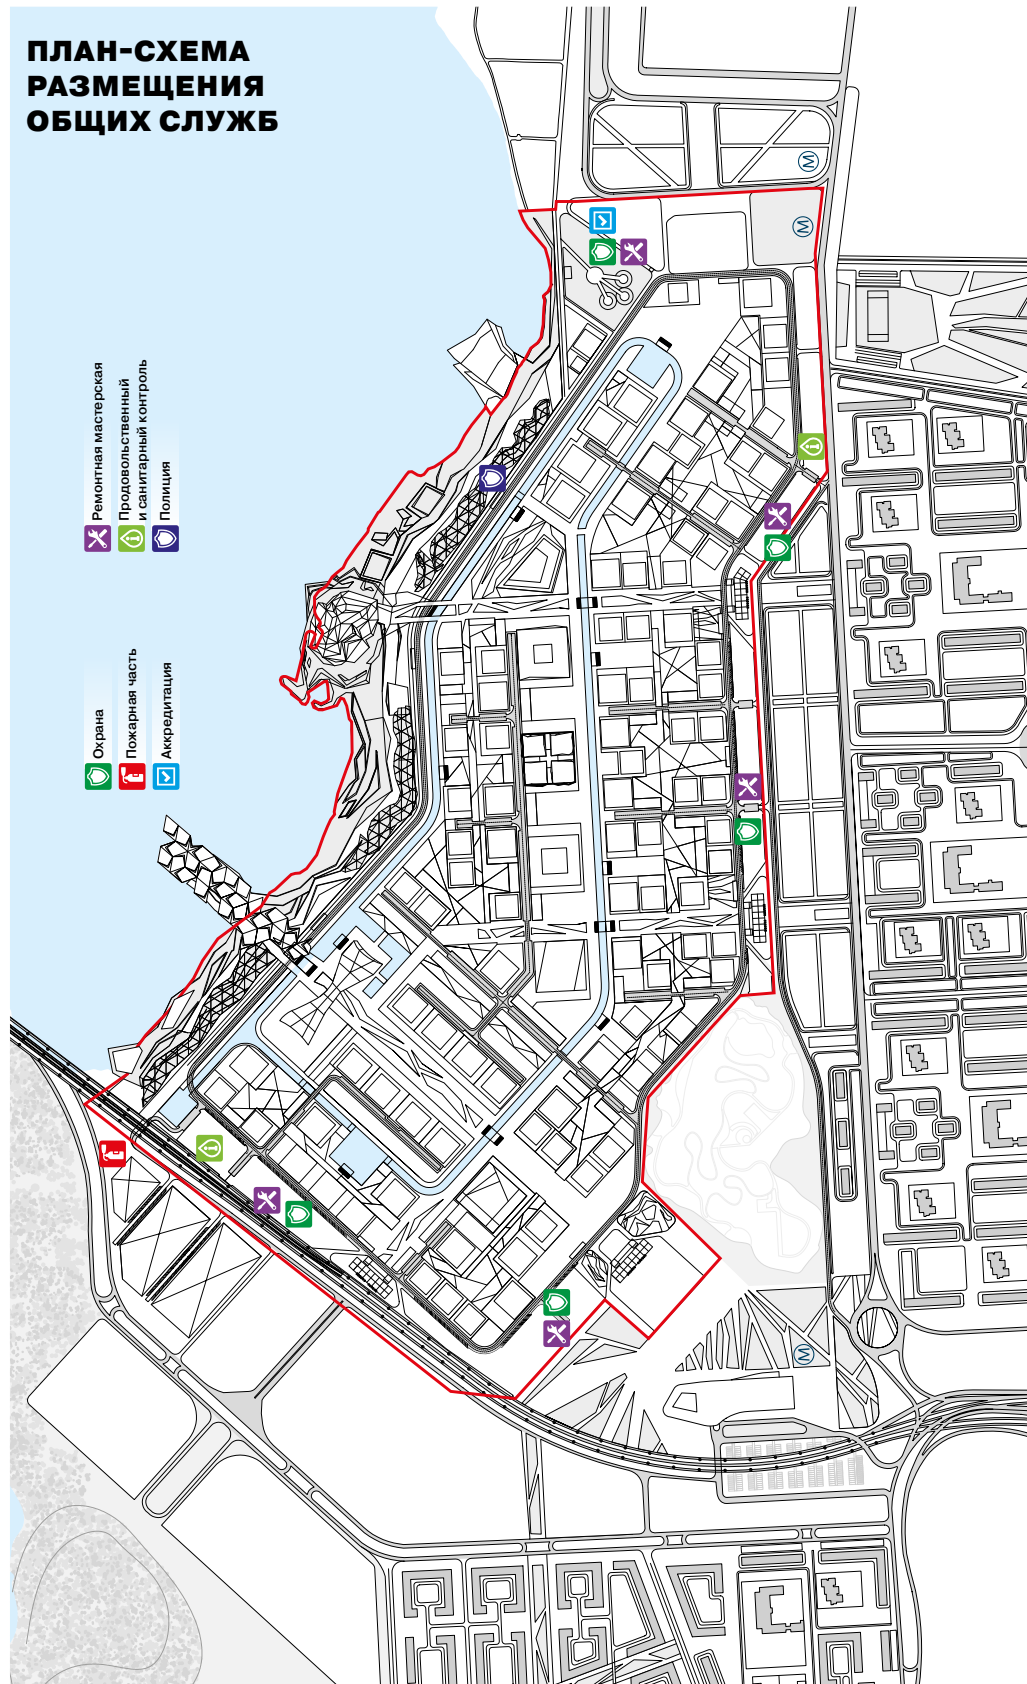 ПЛАН-СХЕМА
РАЗМЕЩЕНИЯ
ОБЩИХ СЛУЖБ
Охрана
Пожарная часть
Аккредитация
Ремонтная мастерская
Продовольственный
и санитарный контроль
Полиция
М
М
М